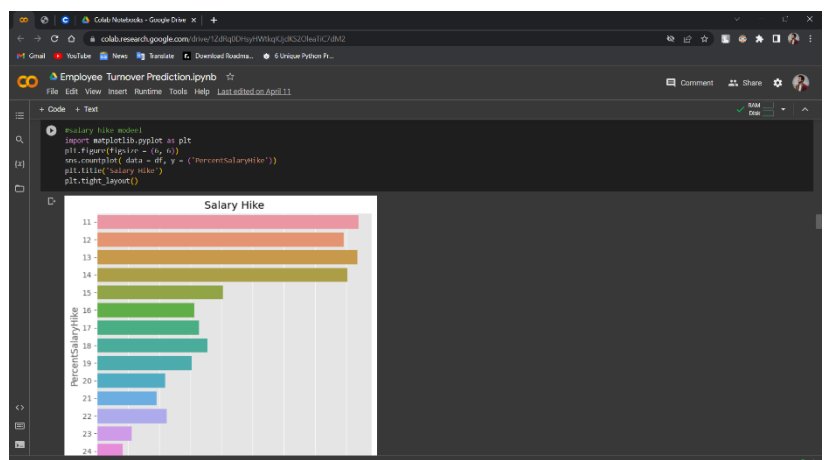 Colab Notebooks - Google Drive
colab.research.google.com/drive/
Gmail YouTube News Translate Download Roadma... 6 Unique Python Pr...
Employee Turnover Prediction.ipynb
Comment Share
File Edit View Insert Runtime Tools Help Last edited on April 11
+ Code + Text
RAM
Disk
#salary hike modeel
import matplotlib.pyplot as plt
plt.figure(figsize = (6, 6))
sns.countplot( data = df, y = ('PercentSalaryHike'))
plt.title('Salary Hike')
plt.tight_layout()
{x}
Salary Hike
11
12
13
14
15
16
17
18
19
20
21
22
23
24
PercentSalaryHike